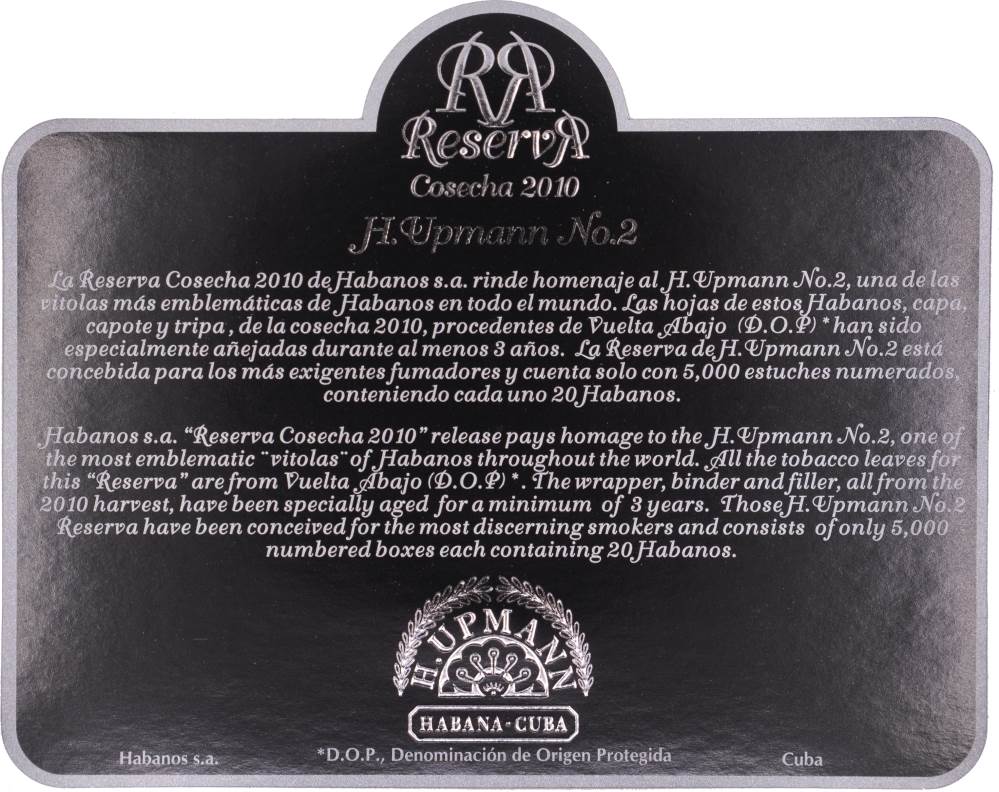 RR
Reserva
Cosecha 2010
H. Upmann No.2
La Reserva Cosecha 2010 de Habanos s.a. rinde homenaje al H. Upmann No.2, una de las
vitolas más emblemáticas de Habanos en todo el mundo. Las hojas de estos Habanos, capa,
capote y tripa , de la cosecha 2010, procedentes de Vuelta Abajo (D.O.P) * han sido
especialmente añejadas durante al menos 3 años. La Reserva de H. Upmann No.2 está
concebida para los más exigentes fumadores y cuenta solo con 5,000 estuches numerados,
conteniendo cada uno 20 Habanos.
Habanos s.a. “Reserva Cosecha 2010” release pays homage to the H. Upmann No.2, one of
the most emblematic ¨vitolas¨ of Habanos throughout the world. All the tobacco leaves for
this “Reserva” are from Vuelta Abajo (D.O.P) * . The wrapper, binder and filler, all from the
2010 harvest, have been specially aged for a minimum of 3 years. Those H. Upmann No.2
Reserva have been conceived for the most discerning smokers and consists of only 5,000
numbered boxes each containing 20 Habanos.
H. UPMANN
HABANA-CUBA
Habanos s.a. *D.O.P., Denominación de Origen Protegida Cuba